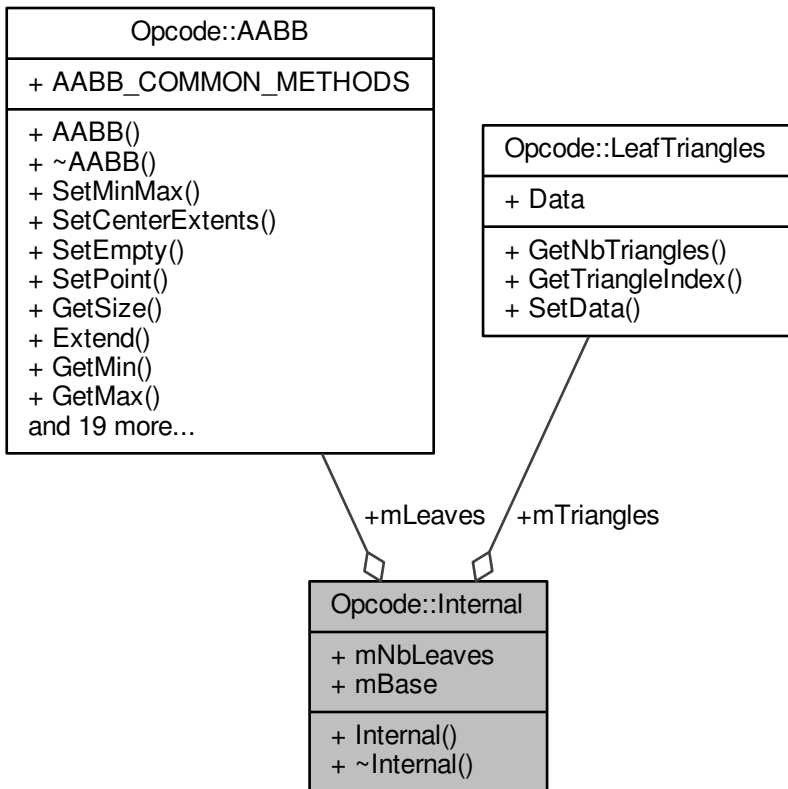 Opcode::AABB
+ AABB_COMMON_METHODS
+ AABB()
+ ~AABB()
+ SetMinMax()
+ SetCenterExtents()
+ SetEmpty()
+ SetPoint()
+ GetSize()
+ Extend()
+ GetMin()
+ GetMax()
and 19 more...
Opcode::LeafTriangles
+ Data
+ GetNbTriangles()
+ GetTriangleIndex()
+ SetData()
+mLeaves
+mTriangles
Opcode::Internal
+ mNbLeaves
+ mBase
+ Internal()
+ ~Internal()